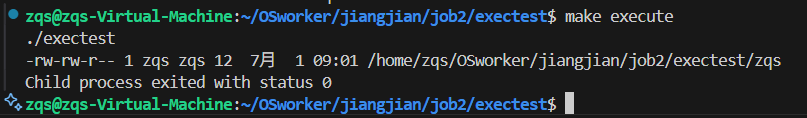 zqs@zqs-Virtual-Machine:~/OSworker/jiangjian/job2/exectest$ make execute
./exectest
-rw-rw-r-- 1 zqs zqs 12  7月  1 09:01 /home/zqs/OSworker/jiangjian/job2/exectest/zqs
Child process exited with status 0
zqs@zqs-Virtual-Machine:~/OSworker/jiangjian/job2/exectest$